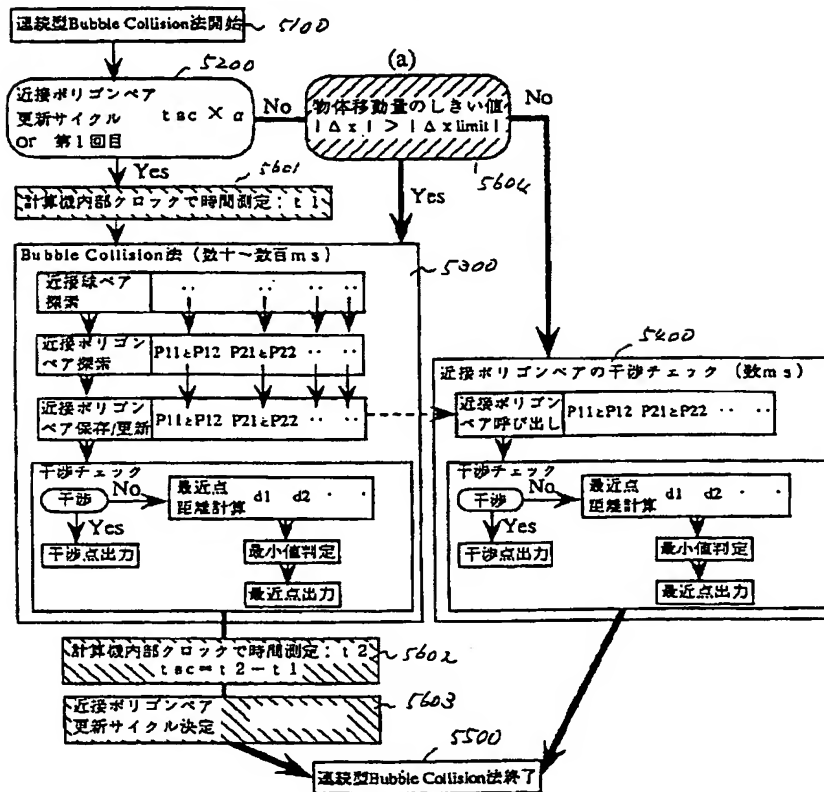 連続型Bubble Collision法開始
5100
5200
近接ポリゴンペア
更新サイクル tsc × α
or 第1回目
No
Yes
(a)
物体移動量のしきい値
|Δx| > |Δx limit|
No
Yes
5604
5601
計算機内部クロックで時間測定：t1
Bubble Collision法（数十～数百ms）
5300
近接球ペア
探索
‥ ‥ ‥ ‥
近接ポリゴン
ペア探索
P11とP12 P21とP22 ‥ ‥
近接ポリゴン
ペア保存/更新
P11とP12 P21とP22 ‥ ‥
干渉チェック
干渉
No
Yes
干渉点出力
最近点
距離計算 d1 d2 ・ ・
最小値判定
最近点出力
5400
近接ポリゴンペアの干渉チェック（数ms）
近接ポリゴン
ペア呼び出し
P11とP12 P21とP22 ‥ ‥
干渉チェック
干渉
No
Yes
干渉点出力
最近点
距離計算 d1 d2 ・ ・
最小値判定
最近点出力
計算機内部クロックで時間測定：t2
tsc＝t2－t1
5602
近接ポリゴンペア
更新サイクル決定
5603
5500
連続型Bubble Collision法終了